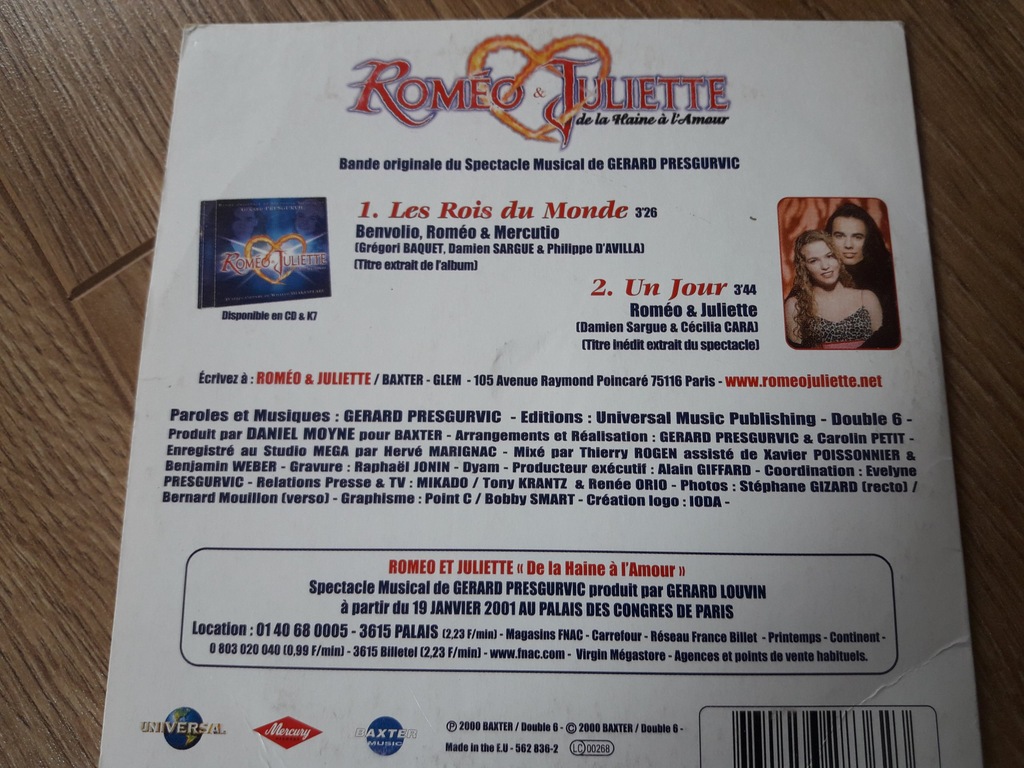 ROMÉO & JULIETTE
de la Haine à l'Amour
Bande originale du Spectacle Musical de GERARD PRESGURVIC
ROMÉO & JULIETTE
Disponible en CD & K7
1. Les Rois du Monde 3'26
Benvolio, Roméo & Mercutio
(Grégori BAQUET, Damien SARGUE & Philippe D'AVILLA)
(Titre extrait de l'album)
2. Un Jour 3'44
Roméo & Juliette
(Damien Sargue & Cécilia CARA)
(Titre inédit extrait du spectacle)
Écrivez à : ROMÉO & JULIETTE / BAXTER - GLEM - 105 Avenue Raymond Poincaré 75116 Paris - www.romeojuliette.net
Paroles et Musiques : GERARD PRESGURVIC - Editions : Universal Music Publishing - Double 6 -
Produit par DANIEL MOYNE pour BAXTER - Arrangements et Réalisation : GERARD PRESGURVIC & Carolin PETIT -
Enregistré au Studio MEGA par Hervé MARIGNAC - Mixé par Thierry ROGEN assisté de Xavier POISSONNIER &
Benjamin WEBER - Gravure : Raphaël JONIN - Dyam - Producteur exécutif : Alain GIFFARD - Coordination : Evelyne
PRESGURVIC - Relations Presse & TV : MIKADO / Tony KRANTZ & Renée ORIO - Photos : Stéphane GIZARD (recto) /
Bernard Mouillon (verso) - Graphisme : Point C / Bobby SMART - Création logo : IODA -
ROMEO ET JULIETTE « De la Haine à l'Amour »
Spectacle Musical de GERARD PRESGURVIC produit par GERARD LOUVIN
à partir du 19 JANVIER 2001 AU PALAIS DES CONGRES DE PARIS
Location : 01 40 68 0005 - 3615 PALAIS (2,23 F/min) - Magasins FNAC - Carrefour - Réseau France Billet - Printemps - Continent -
0 803 020 040 (0,99 F/min) - 3615 Billetel (2,23 F/min) - www.fnac.com - Virgin Mégastore - Agences et points de vente habituels.
UNIVERSAL
Mercury
BAXTER
MUSIC
℗ 2000 BAXTER / Double 6 - © 2000 BAXTER / Double 6 -
Made in the E.U - 562 836-2 LC 00268